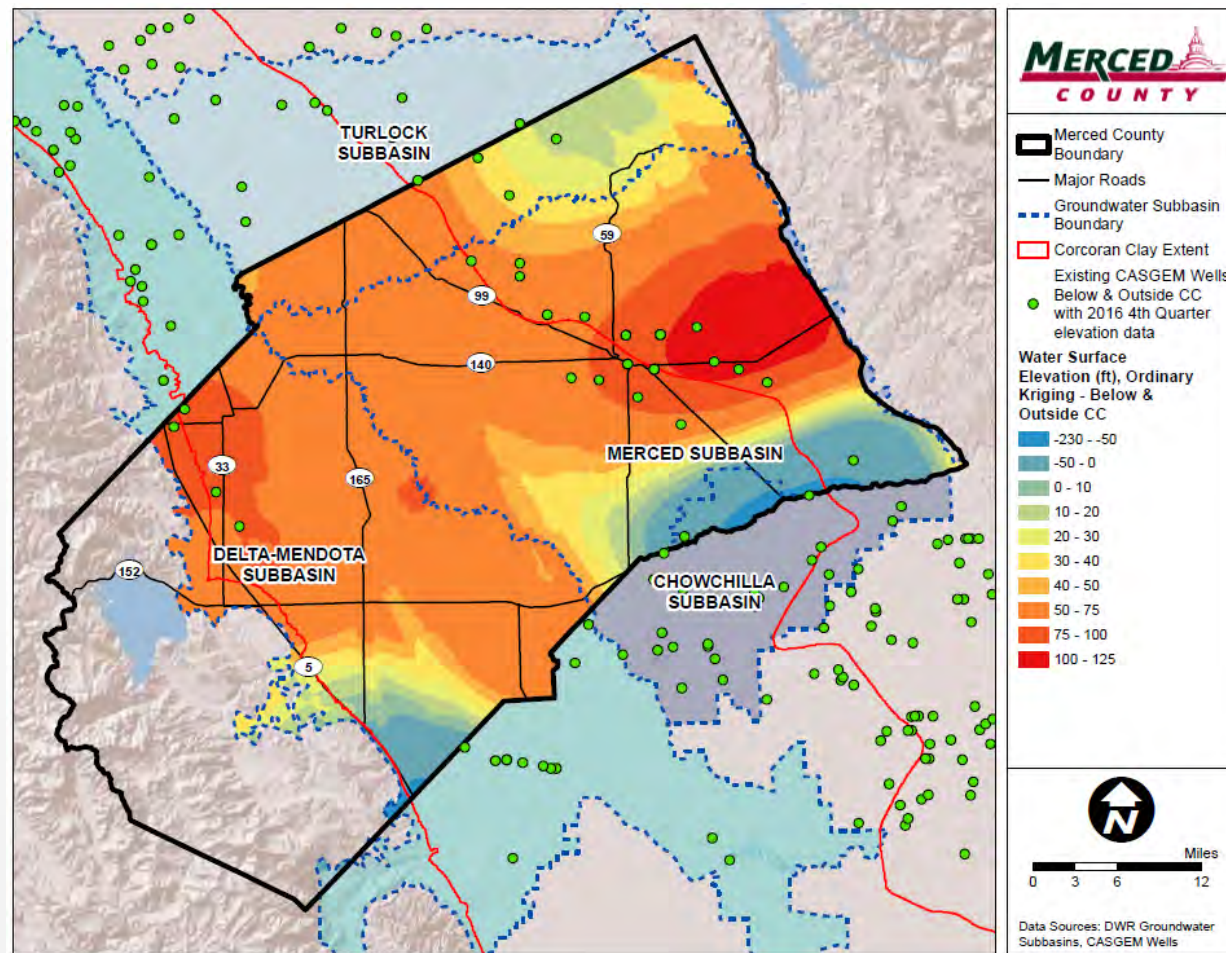 TURLOCK
SUBBASIN
59
99
140
MERCED SUBBASIN
33
165
DELTA-MENDOTA
SUBBASIN
152
CHOWCHILLA
SUBBASIN
5
MERCED
COUNTY
Merced County
Boundary
Major Roads
Groundwater Subbasin
Boundary
Corcoran Clay Extent
Existing CASGEM Wells
Below & Outside CC
with 2016 4th Quarter
elevation data
Water Surface
Elevation (ft), Ordinary
Kriging - Below &
Outside CC
-230 - -50
-50 - 0
0 - 10
10 - 20
20 - 30
30 - 40
40 - 50
50 - 75
75 - 100
100 - 125
N
Miles
0 3 6 12
Data Sources: DWR Groundwater
Subbasins, CASGEM Wells